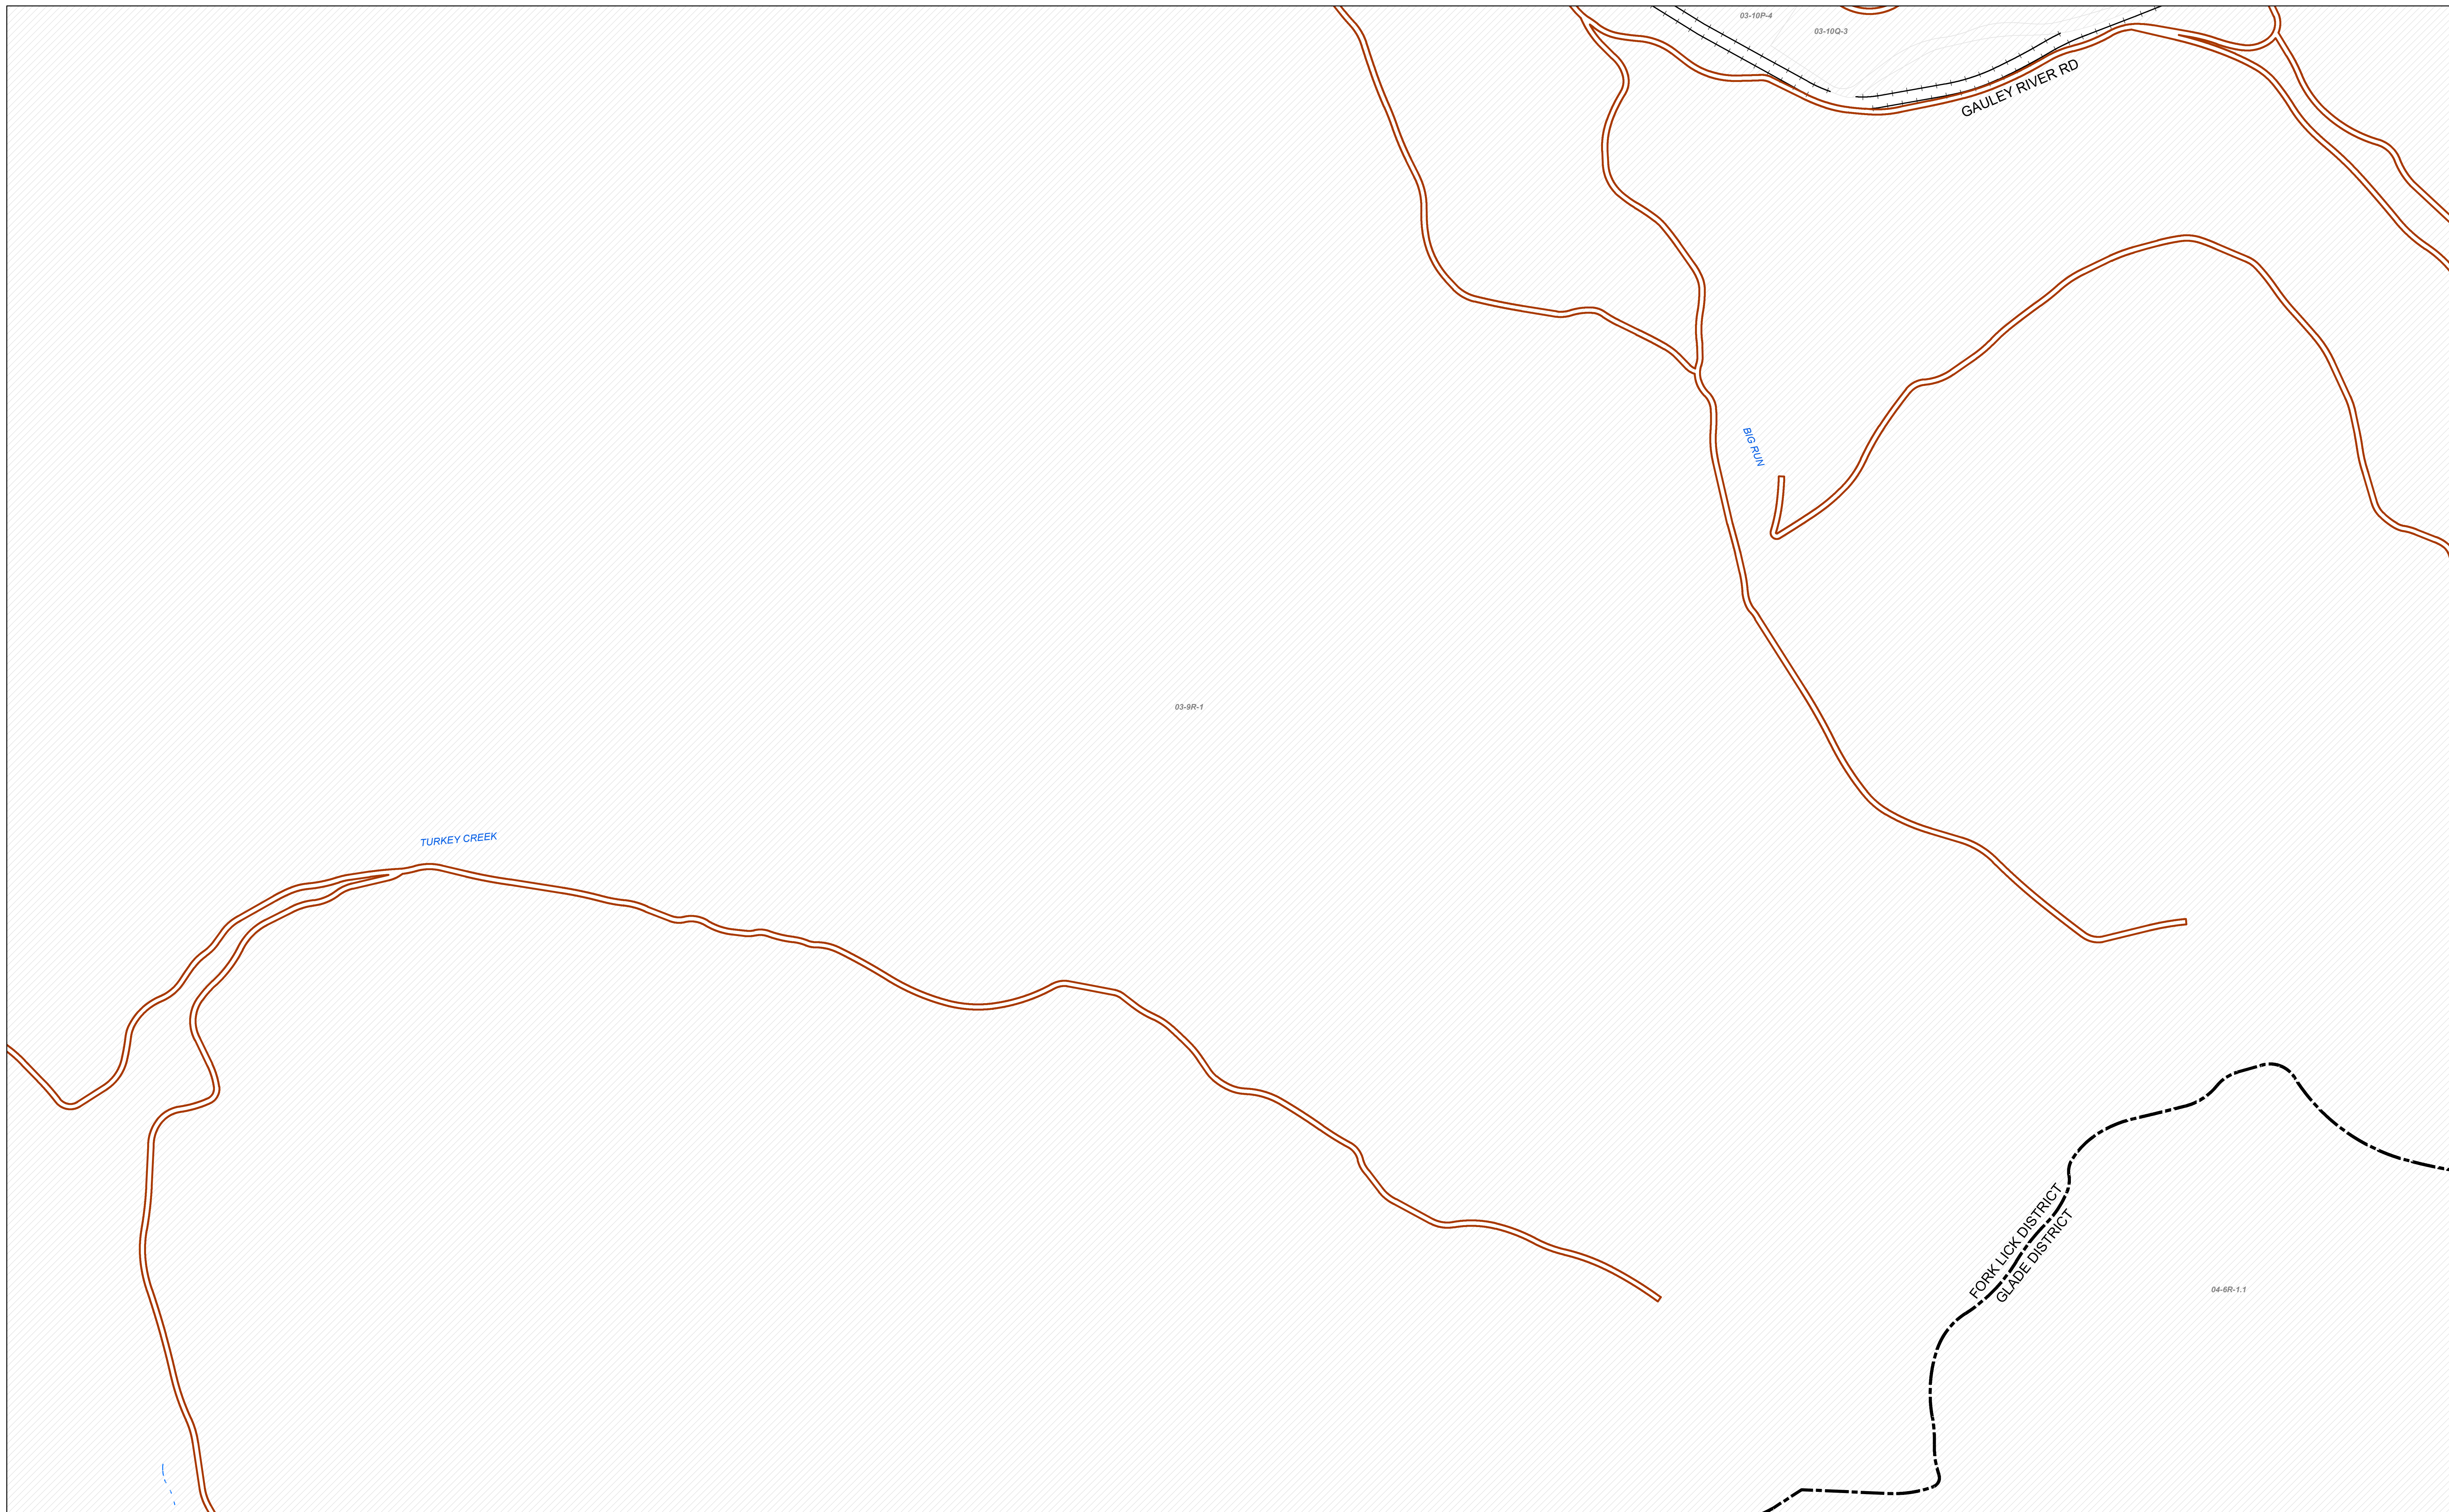 03-10P-4
03-10Q-3
GAULEY RIVER RD
BIG RUN
03-9R-1
TURKEY CREEK
FORK LICK DISTRICT
GLADE DISTRICT
04-6R-1.1